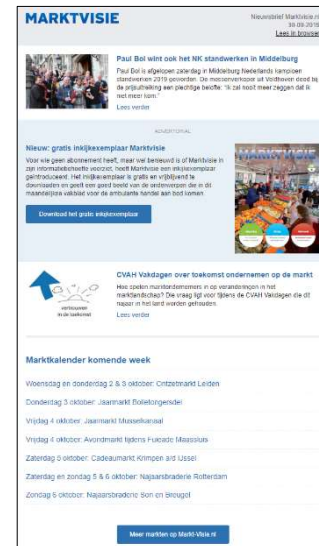 MARKTVISIE
Nieuwsbrief Marktvisie.nl
30-09-2019
Lees in browser
Paul Bol wint ook het NK standwerken in Middelburg
Paul Bol is afgelopen zaterdag in Middelburg Nederlands kampioen
standwerken 2019 geworden. De messenverkoper uit Veldhoven deed bij
de prijsuitreiking een plechtige belofte: "Ik zal nooit meer zeggen dat ik
niet meer kom."
Lees verder
ADVERTORIAL
Nieuw: gratis inkijkexemplaar Marktvisie
Voor wie geen abonnement heeft, maar wel benieuwd is of Marktvisie in
zijn informatiebehoefte voorziet, heeft Marktvisie een inkijkexemplaar
geïntroduceerd. Het inkijkexemplaar is gratis en vrijblijvend te
downloaden en geeft een goed beeld van de onderwerpen die in dit
maandelijkse vakblad voor de ambulante handel aan bod komen.
MARKTVISIE
Download het gratis inkijkexemplaar
CVAH Vakdagen over toekomst ondernemen op de markt
Hoe spelen marktondernemers in op veranderingen in het
marktlandschap? Die vraag ligt voor tijdens de CVAH Vakdagen die dit
najaar in het land worden gehouden.
Lees verder
vertrouwen
in de toekomst
Marktkalender komende week
Woensdag en donderdag 2 & 3 oktober: Ontzetmarkt Leiden
Donderdag 3 oktober: Jaarmarkt Bolletongersdei
Vrijdag 4 oktober: Jaarmarkt Musselkanaal
Vrijdag 4 oktober: Avondmarkt tijdens Furieade Maassluis
Zaterdag 5 oktober: Cadeaumarkt Krimpen a/d IJssel
Zaterdag en zondag 5 & 6 oktober: Najaarsbraderie Rotterdam
Zondag 6 oktober: Najaarsbraderie Son en Breugel
Meer markten op Markt-Visie.nl